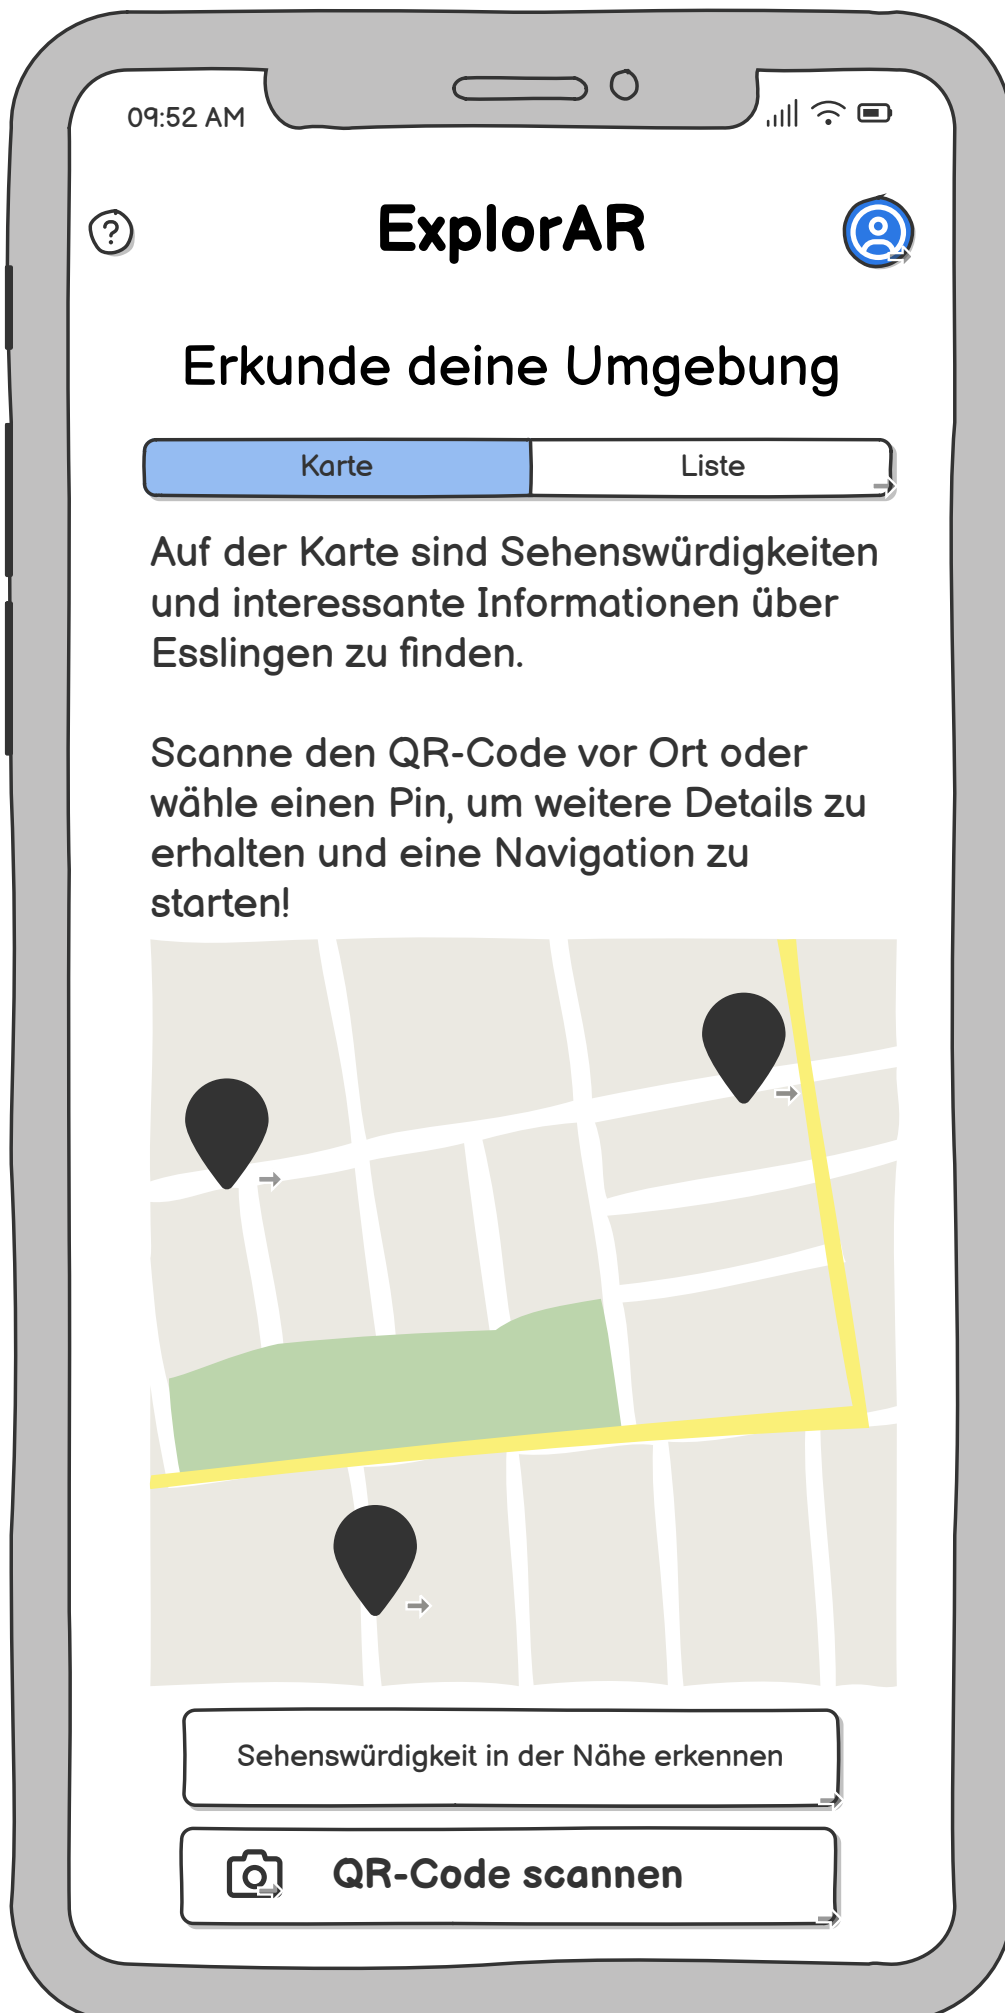 09:52 AM
?
ExplorAR
Erkunde deine Umgebung
Karte
Liste
Auf der Karte sind Sehenswürdigkeiten
und interessante Informationen über
Esslingen zu finden.
Scanne den QR-Code vor Ort oder
wähle einen Pin, um weitere Details zu
erhalten und eine Navigation zu
starten!
Sehenswürdigkeit in der Nähe erkennen
QR-Code scannen